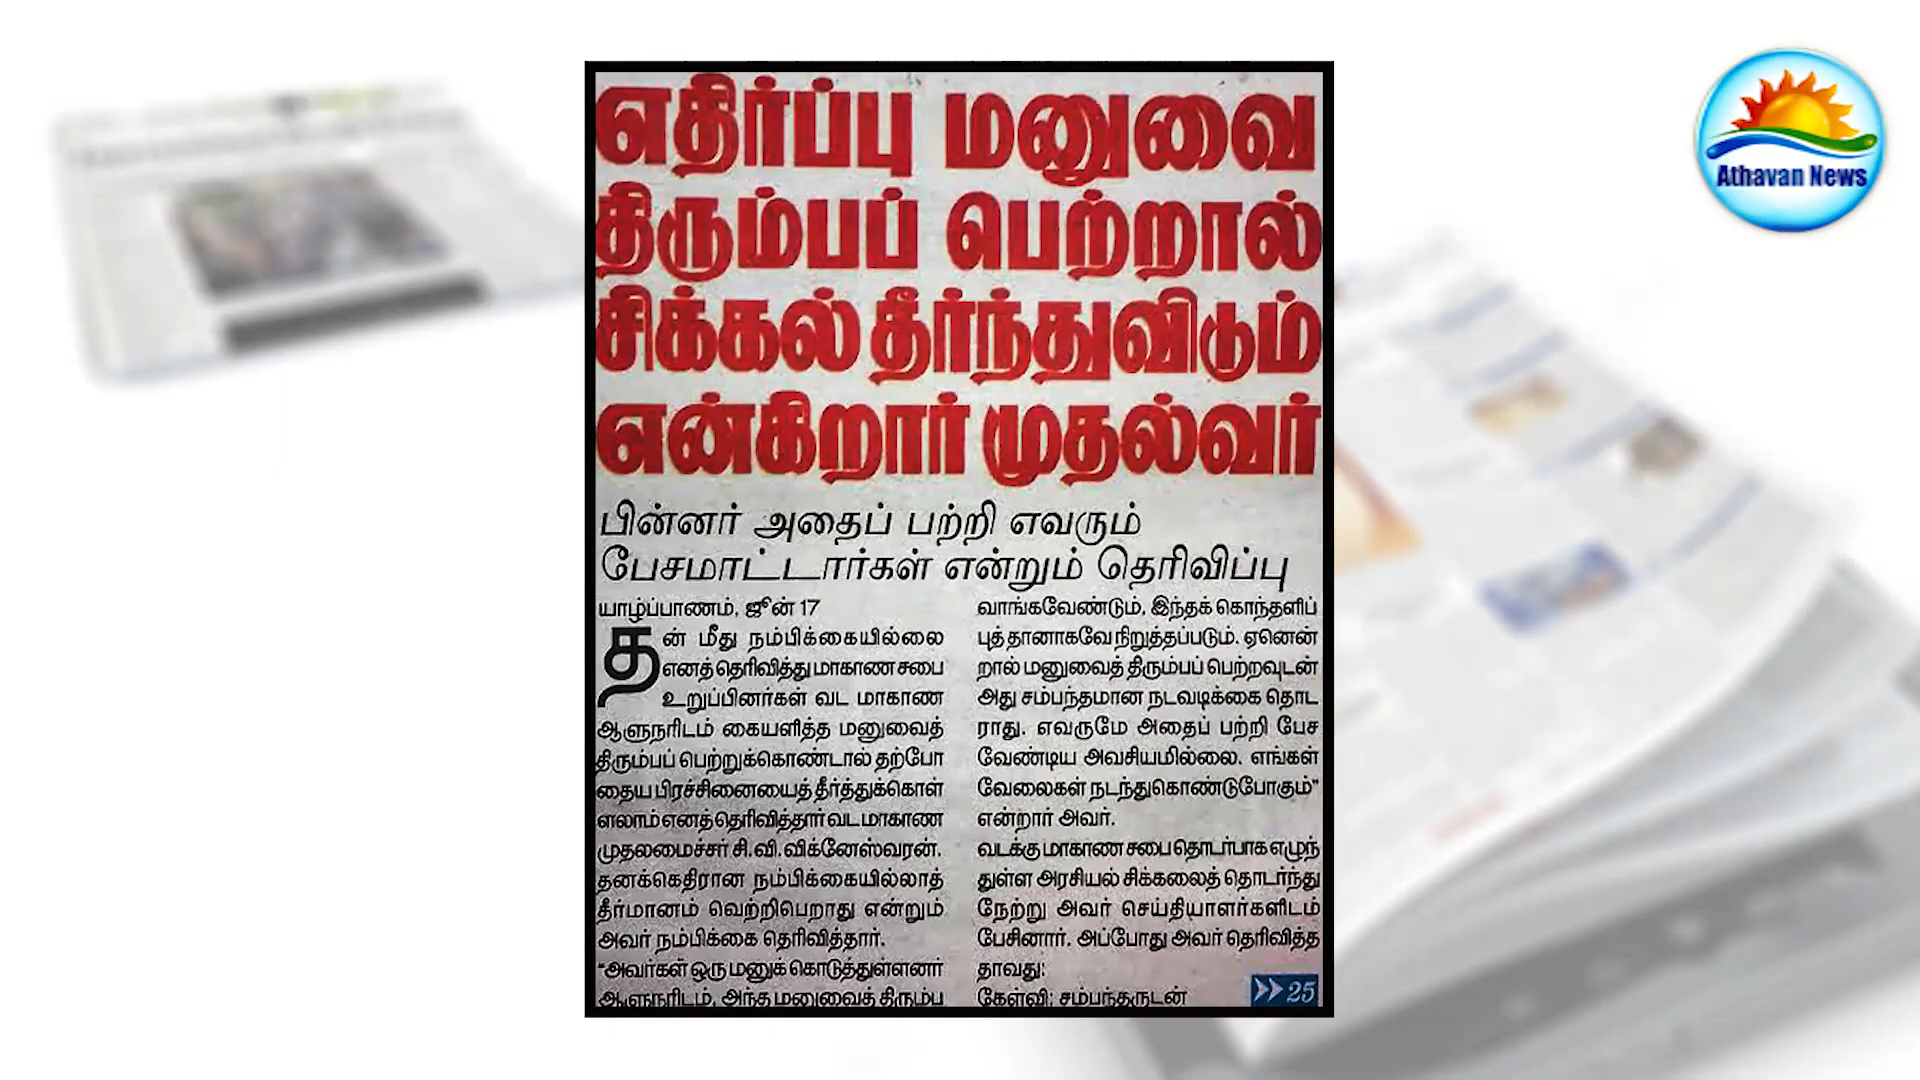 எதிர்ப்பு மனுவை
திரும்பப் பெற்றால்
சிக்கல் தீர்ந்துவிடும்
என்கிறார் முதல்வர்
பின்னர் அதைப் பற்றி எவரும்
பேசமாட்டார்கள் என்றும் தெரிவிப்பு
யாழ்ப்பாணம், ஜூன் 17
தன் மீது நம்பிக்கையில்லை
எனத் தெரிவித்து மாகாண சபை
உறுப்பினர்கள் வட மாகாண
ஆளுநரிடம் கையளித்த மனுவைத்
திரும்பப் பெற்றுக்கொண்டால் தற்போ
தைய பிரச்சினையைத் தீர்த்துக்கொள்
ளலாம் எனத் தெரிவித்தார் வட மாகாண
முதலமைச்சர் சி.வி.விக்னேஸ்வரன்.
தனக்கெதிரான நம்பிக்கையில்லாத்
தீர்மானம் வெற்றிபெறாது என்றும்
அவர் நம்பிக்கை தெரிவித்தார்.
"அவர்கள் ஒரு மனுக் கொடுத்துள்ளனர்
ஆளுநரிடம், அந்த மனுவைத் திரும்ப
வாங்கவேண்டும். இந்தக் கொந்தளிப்
புத் தானாகவே நிறுத்தப்படும். ஏனென்
றால் மனுவைத் திரும்பப் பெற்றவுடன்
அது சம்பந்தமான நடவடிக்கை தொட
ராது. எவருமே அதைப் பற்றி பேச
வேண்டிய அவசியமில்லை. எங்கள்
வேலைகள் நடந்துகொண்டுபோகும்"
என்றார் அவர்.
வடக்கு மாகாண சபை தொடர்பாக எழுந்
துள்ள அரசியல் சிக்கலைத் தொடர்ந்து
நேற்று அவர் செய்தியாளர்களிடம்
பேசினார். அப்போது அவர் தெரிவித்த
தாவது:
கேள்வி: சம்பந்தருடன்
25
Athavan News